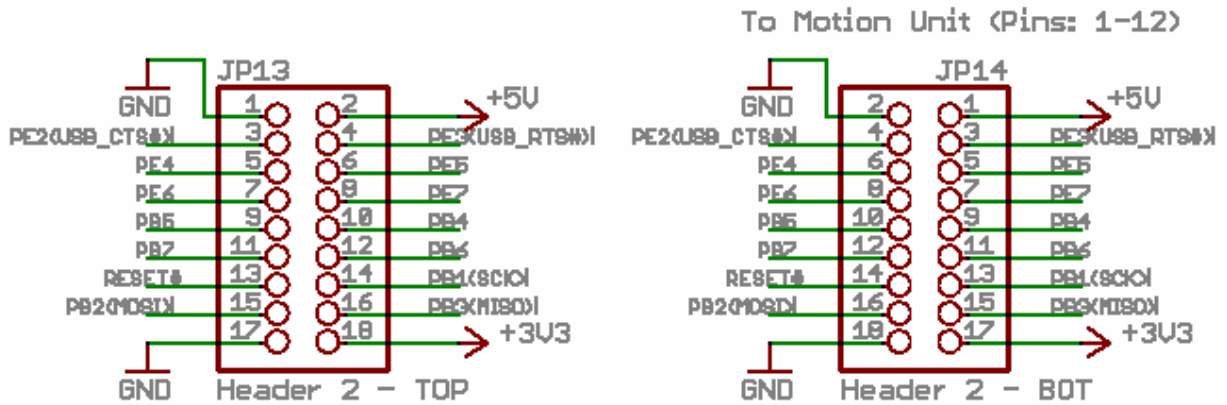 To Motion Unit (Pins: 1-12)
JP13 JP14
GND 1 2 +5V GND 2 1 +5V
PE2(USB_CTS#) 3 4 PE3(USB_RTS#) PE2(USB_CTS#) 4 3 PE3(USB_RTS#)
PE4 5 6 PE5 PE4 6 5 PE5
PE6 7 8 PE7 PE6 8 7 PE7
PB5 9 10 PB4 PB5 10 9 PB4
PB7 11 12 PB6 PB7 12 11 PB6
RESET# 13 14 PB1(SCK) RESET# 14 13 PB1(SCK)
PB2(MOSI) 15 16 PB3(MISO) PB2(MOSI) 16 15 PB3(MISO)
17 18 +3V3 18 17 +3V3
GND Header 2 - TOP GND Header 2 - BOT